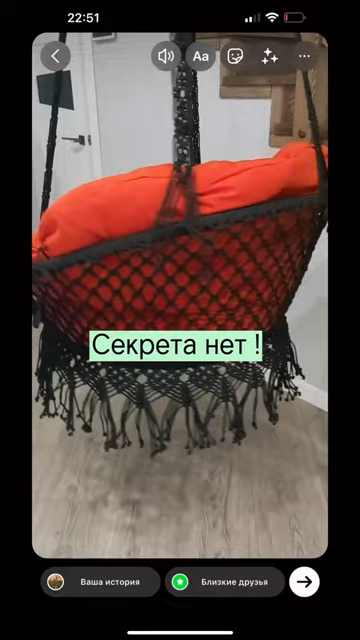 22:51
Aa
Секрета нет !
Ваша история
Близкие друзья